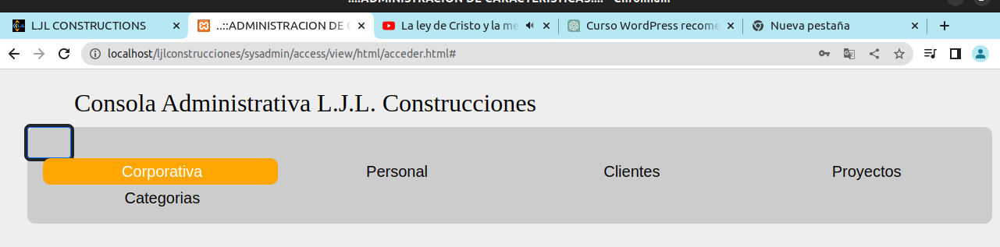 ....ADMINISTRACION DE CARACTERISTICAS.... - Chromium
LJL CONSTRUCTIONS ..::ADMINISTRACION DE C La ley de Cristo y la me Curso WordPress recome Nueva pestaña
localhost/ljlconstrucciones/sysadmin/access/view/html/acceder.html#
Consola Administrativa L.J.L. Construcciones
Corporativa Personal Clientes Proyectos
Categorias